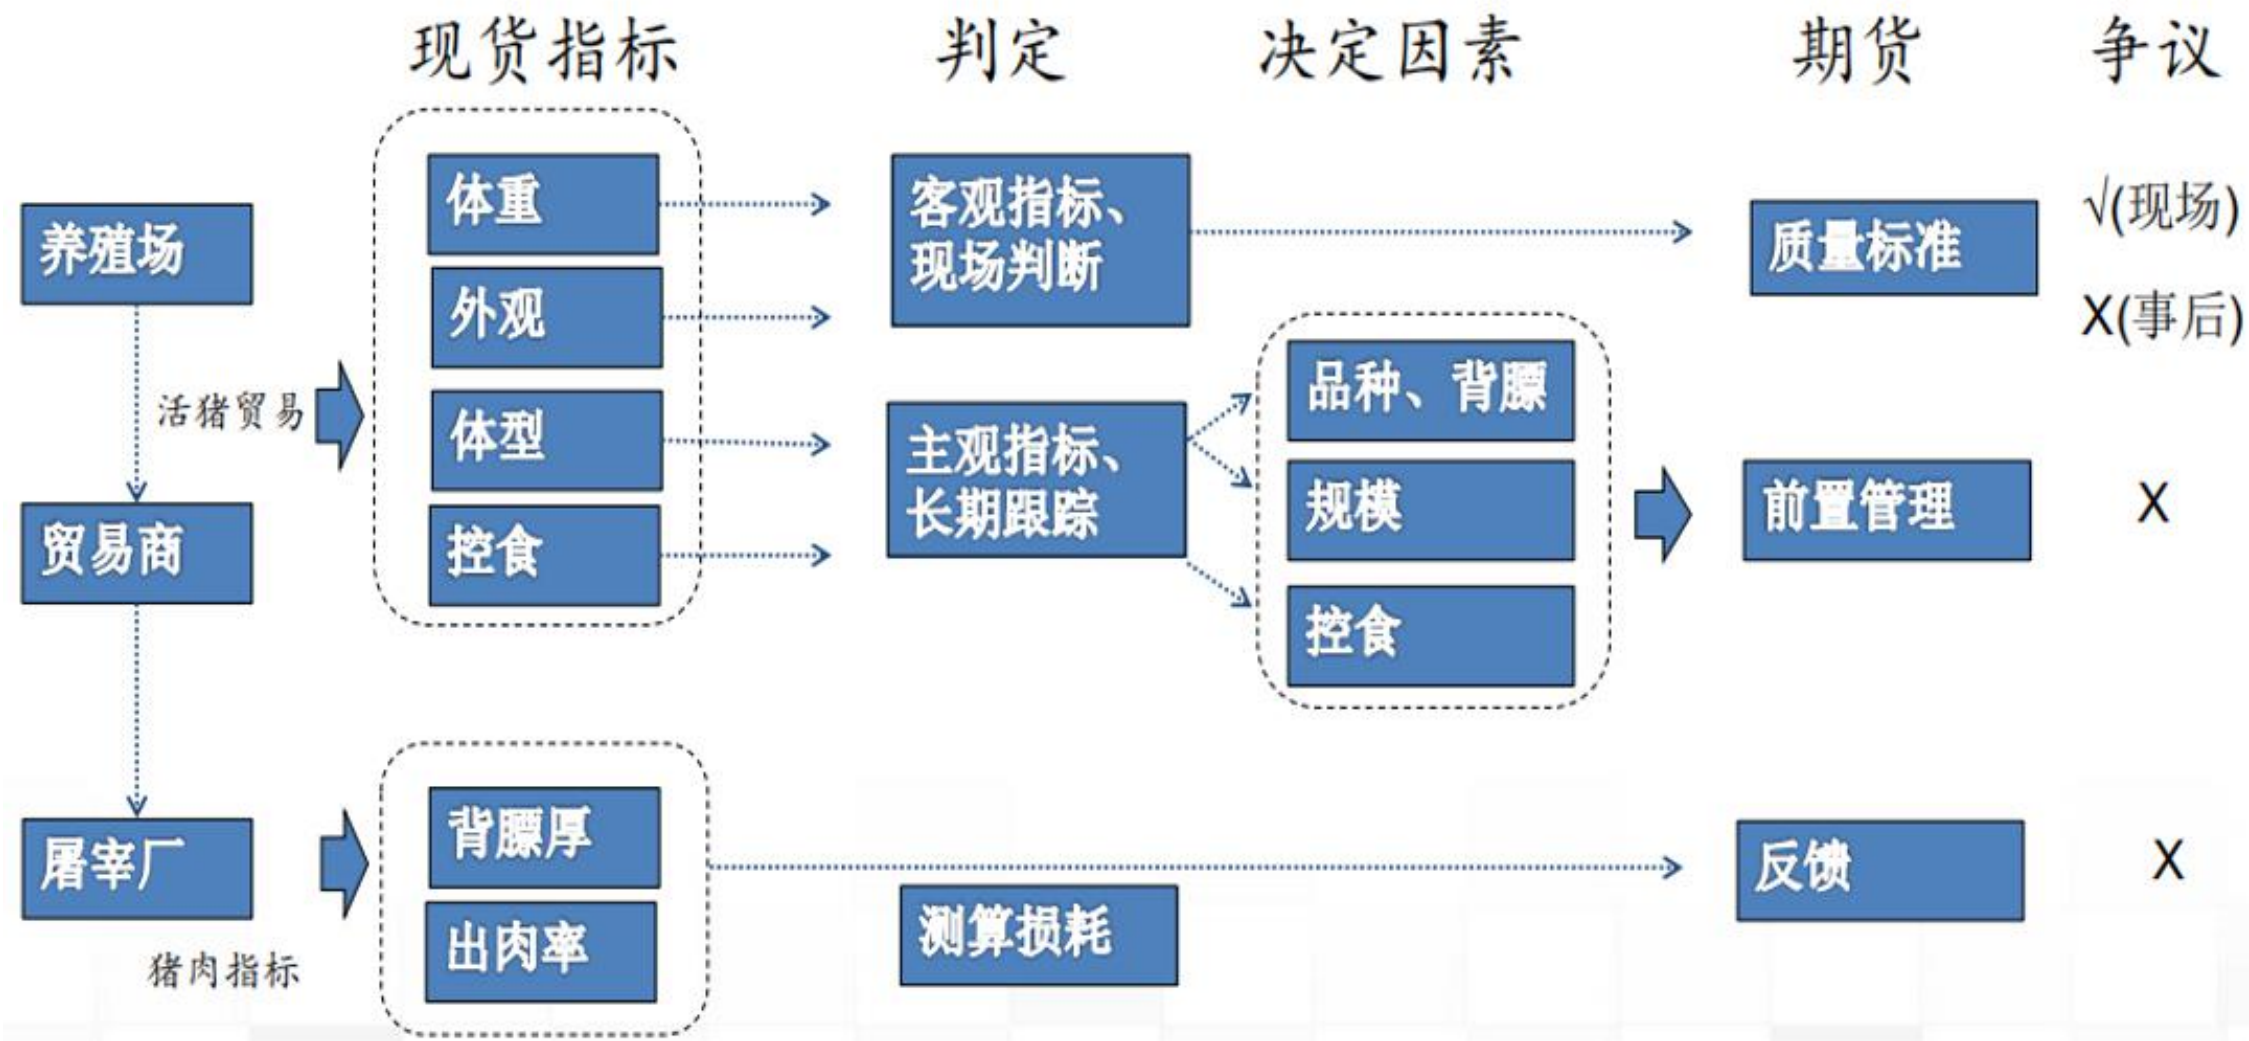 现货指标
判定
决定因素
期货
争议
养殖场
活猪贸易
贸易商
屠宰厂
猪肉指标
体重
外观
体型
控食
背膘厚
出肉率
客观指标、
现场判断
主观指标、
长期跟踪
测算损耗
品种、背膘
规模
控食
质量标准
前置管理
反馈
√(现场)
X(事后)
X
X